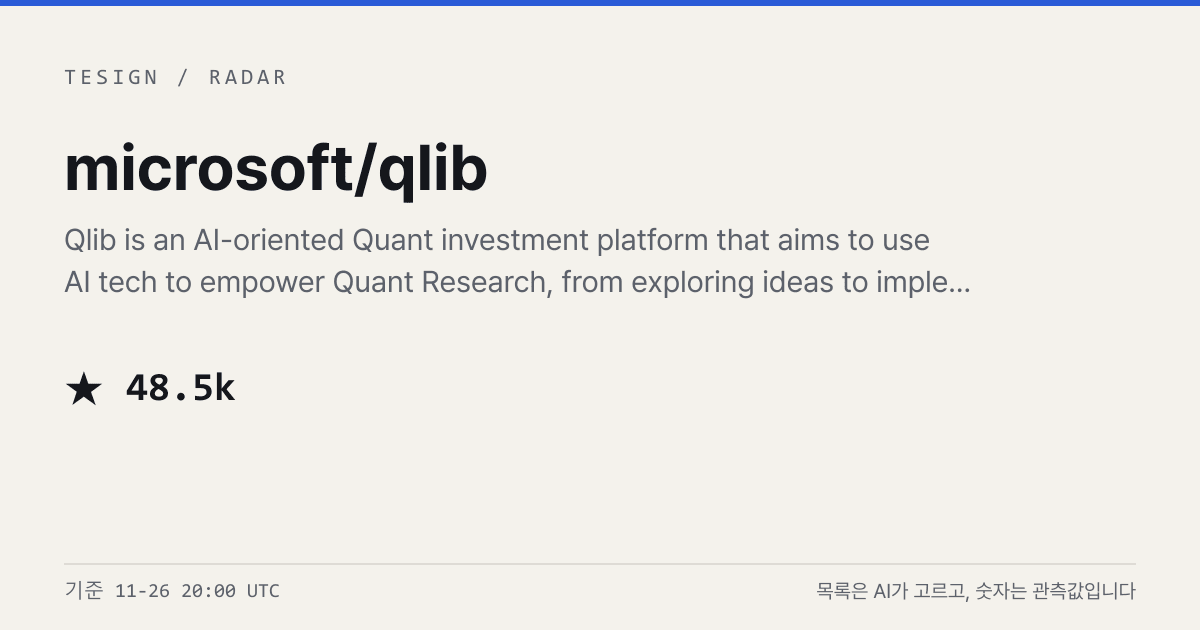 TESIGN / RADAR
microsoft/qlib
Qlib is an AI-oriented Quant investment platform that aims to use
AI tech to empower Quant Research, from exploring ideas to imple…
★ 48.5k
기준 11-26 20:00 UTC
목록은 AI가 고르고, 숫자는 관측값입니다